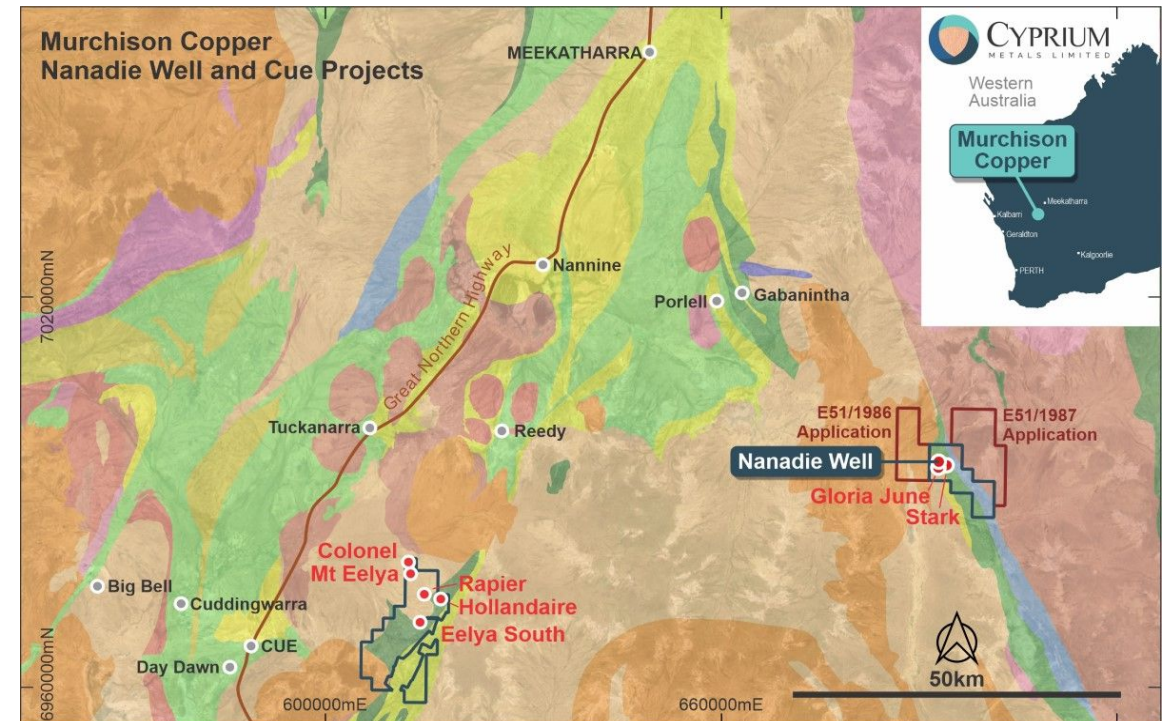 Murchison Copper
Nanadie Well and Cue Projects
MEEKATHARRA
CYPRIUM
METALS LIMITED
Western
Australia
Murchison
Copper
Meekatharra
Kalbarri
Geraldton
Kalgoorlie
PERTH
7020000mN
Great Northern Highway
Nannine
Porlell
Gabanintha
Tuckanarra
Reedy
E51/1986
Application
E51/1987
Application
Nanadie Well
Gloria June
Stark
Colonel
Mt Eelya
Rapier
Hollandaire
Eelya South
Big Bell
Cuddingwarra
CUE
Day Dawn
6960000mN
600000mE
660000mE
50km